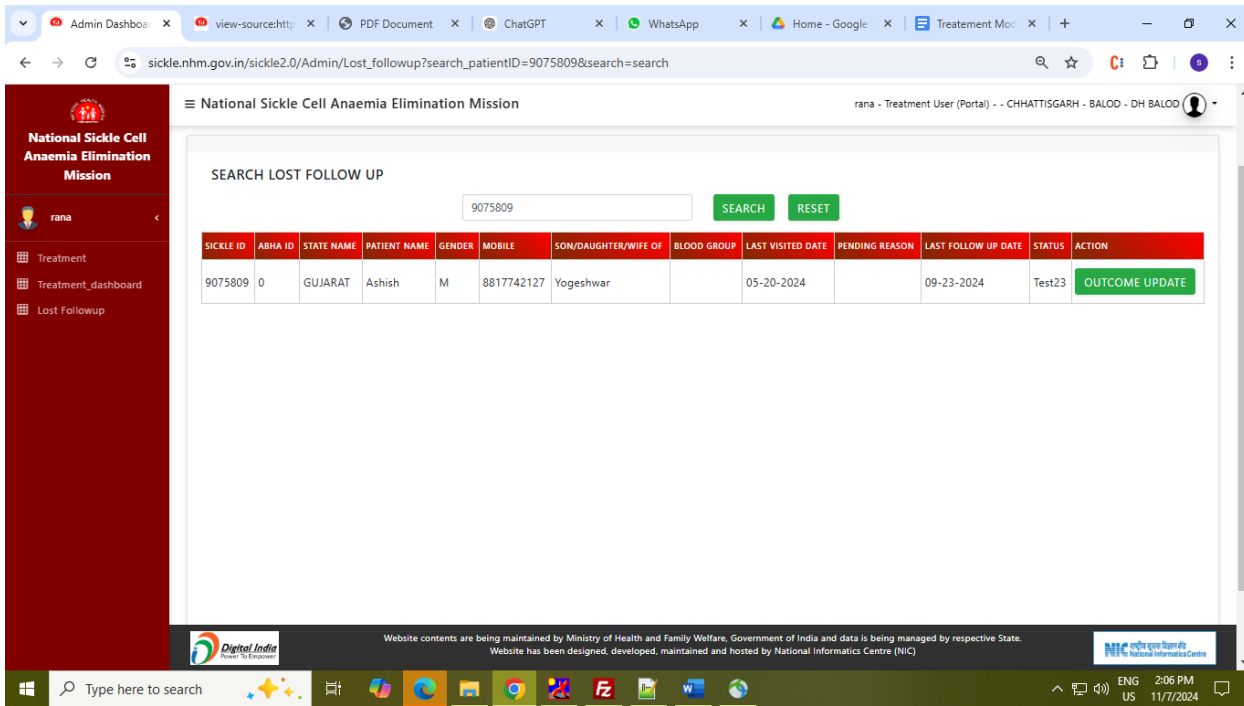 Admin Dashboar
view-source:http
PDF Document
ChatGPT
WhatsApp
Home - Google
Treatement Mod
sickle.nhm.gov.in/sickle2.0/Admin/Lost_followup?search_patientID=9075809&search=search
National Sickle Cell Anaemia Elimination Mission
rana - Treatment User (Portal) - - CHHATTISGARH - BALOD - DH BALOD
National Sickle Cell
Anaemia Elimination
Mission
rana
Treatment
Treatment_dashboard
Lost Followup
SEARCH LOST FOLLOW UP
9075809 SEARCH RESET
SICKLE ID ABHA ID STATE NAME PATIENT NAME GENDER MOBILE SON/DAUGHTER/WIFE OF BLOOD GROUP LAST VISITED DATE PENDING REASON LAST FOLLOW UP DATE STATUS ACTION
9075809 0 GUJARAT Ashish M 8817742127 Yogeshwar 05-20-2024 09-23-2024 Test23 OUTCOME UPDATE
Digital India
Power To Empower
Website contents are being maintained by Ministry of Health and Family Welfare, Government of India and data is being managed by respective State.
Website has been designed, developed, maintained and hosted by National Informatics Centre (NIC)
NIC राष्ट्रीय सूचना विज्ञान केंद्र
National Informatics Centre
Type here to search
ENG 2:06 PM
US 11/7/2024